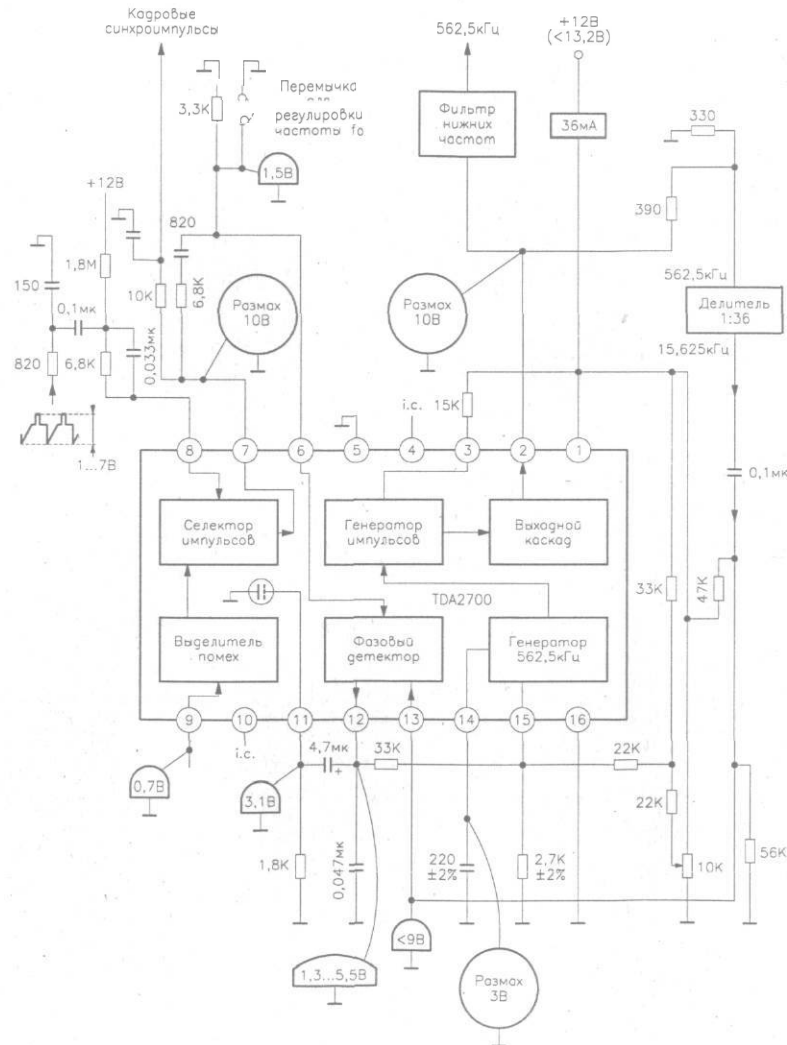 Кадровые
синхроимпульсы
562,5кГц
+12В
(<13,2В)
3,3К
Перемычка
регулировки
частоты fo
1,5В
Фильтр
нижних
частот
36мА
330
+12В
820
390
150
1,8М
10К
6,8К
Размах
10В
Размах
10В
562,5кГц
Делитель
1:36
15,625кГц
0,1мк
820
6,8К
0,033мк
1...7В
i.c.
15К
8
7
6
5
4
3
2
1
0,1мк
Селектор
импульсов
Генератор
импульсов
Выходной
каскад
TDA2700
33К
47К
Выделитель
помех
Фазовый
детектор
Генератор
562,5кГц
9
10
11
12
13
14
15
16
i.c.
4,7мк
+
33К
22К
0,7В
3,1В
22К
1,8К
0,047мк
220
±2%
2,7К
±2%
10К
56К
<9В
1,3...5,5В
Размах
3В